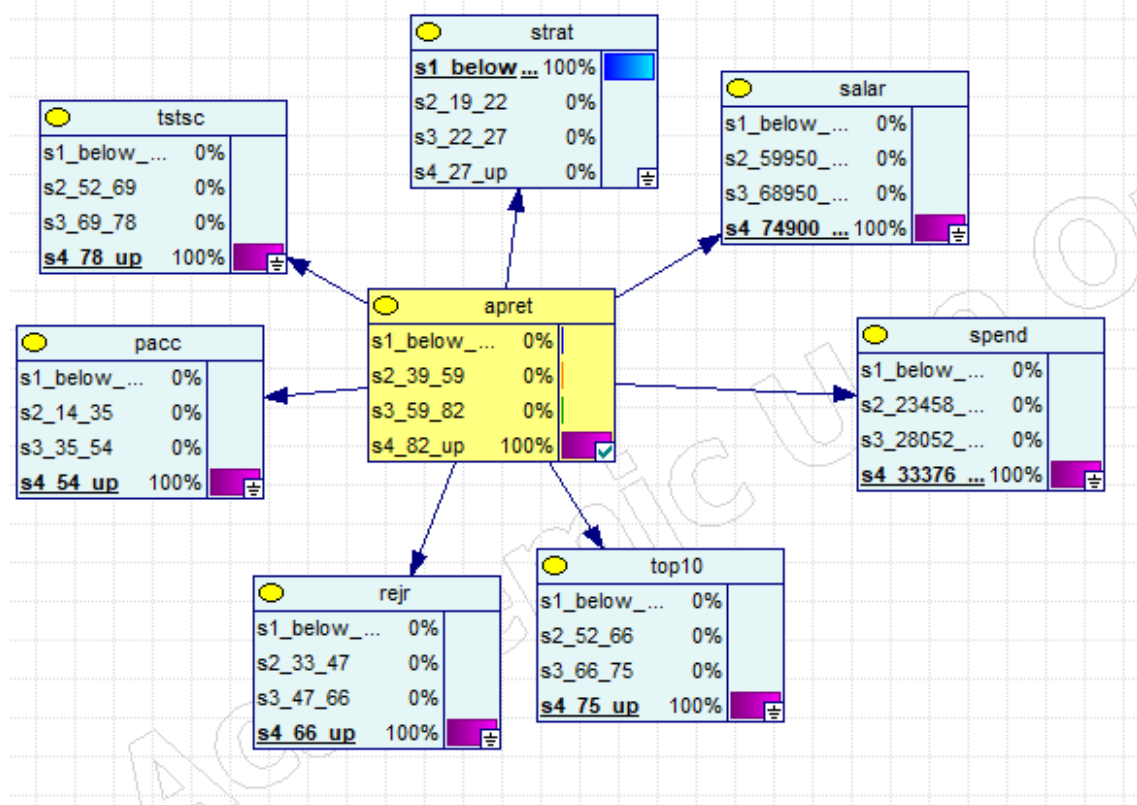 strat
s1_below_... 100%
s2_19_22 0%
s3_22_27 0%
s4_27_up 0%
salar
s1_below_... 0%
s2_59950_... 0%
s3_68950_... 0%
s4_74900_... 100%
tstsc
s1_below_... 0%
s2_52_69 0%
s3_69_78 0%
s4_78_up 100%
apret
s1_below_... 0%
s2_39_59 0%
s3_59_82 0%
s4_82_up 100%
pacc
s1_below_... 0%
s2_14_35 0%
s3_35_54 0%
s4_54_up 100%
spend
s1_below_... 0%
s2_23458_... 0%
s3_28052_... 0%
s4_33376_... 100%
rejr
s1_below_... 0%
s2_33_47 0%
s3_47_66 0%
s4_66_up 100%
top10
s1_below_... 0%
s2_52_66 0%
s3_66_75 0%
s4_75_up 100%